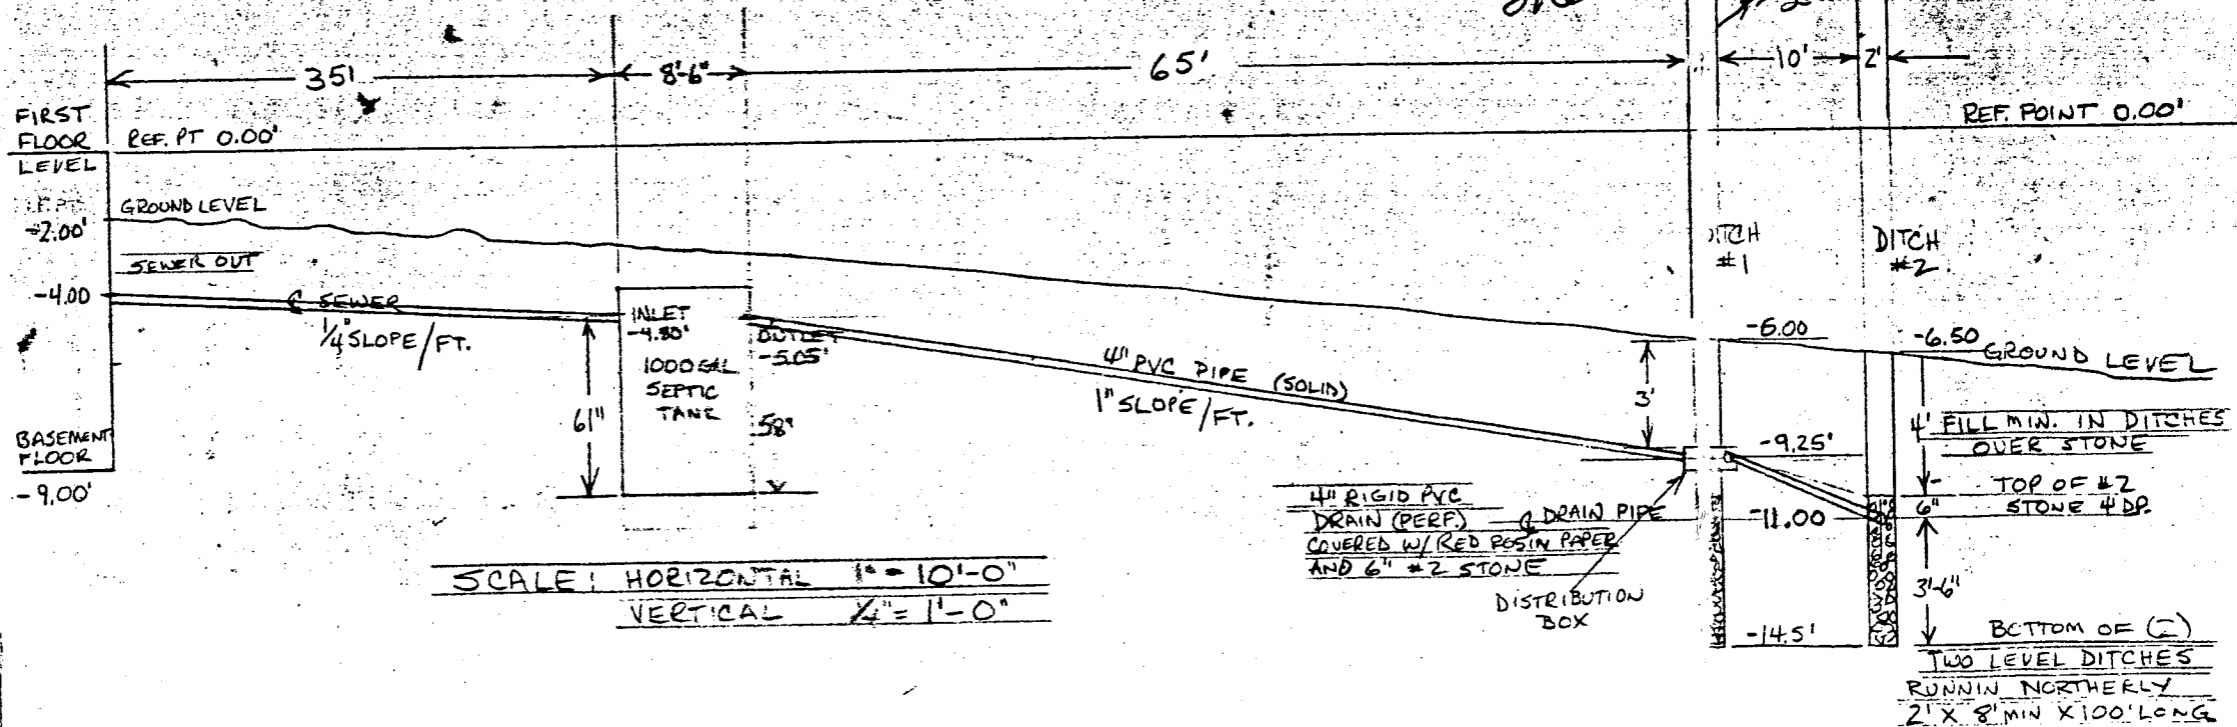 35'
8'-6"
65'
10'
2'
FIRST
FLOOR
LEVEL
REF. PT 0.00'
REF. POINT 0.00'
GROUND LEVEL
-2.00'
SEWER OUT
-4.00
℄ SEWER
1/4" SLOPE/FT.
INLET
-4.80'
OUTLET
-5.05'
1000 GAL
SEPTIC
TANK
61"
58"
BASEMENT
FLOOR
-9.00'
4" PVC PIPE (SOLID)
1" SLOPE/FT.
DITCH
#1
DITCH
#2
-6.00
-6.50
GROUND LEVEL
3'
-9.25'
4' FILL MIN. IN DITCHES
OVER STONE
TOP OF #2
STONE 4' DP.
6"
4" RIGID PVC
DRAIN (PERF.)
COVERED W/ RED ROSIN PAPER
AND 6" #2 STONE
℄ DRAIN PIPE
-11.00
DISTRIBUTION
BOX
3'-6"
-14.5'
BOTTOM OF (2)
TWO LEVEL DITCHES
RUNNIN NORTHERLY
2' X 8' MIN X 100' LONG
SCALE: HORIZONTAL 1" = 10'-0"
VERTICAL 1/4" = 1'-0"